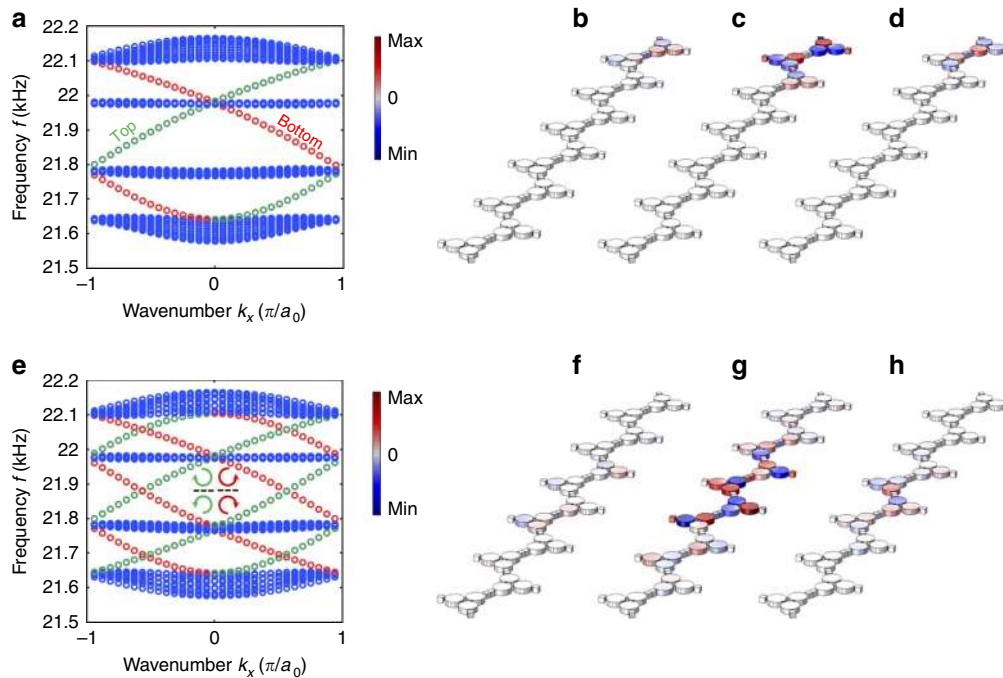 a
22.2
22.1
22
21.9
21.8
21.7
21.6
21.5
Frequency f (kHz)
Top
Bottom
–1
0
1
Wavenumber kx (π/a0)
Max
0
Min
b
c
d
e
22.2
22.1
22
21.9
21.8
21.7
21.6
21.5
Frequency f (kHz)
–1
0
1
Wavenumber kx (π/a0)
Max
0
Min
f
g
h